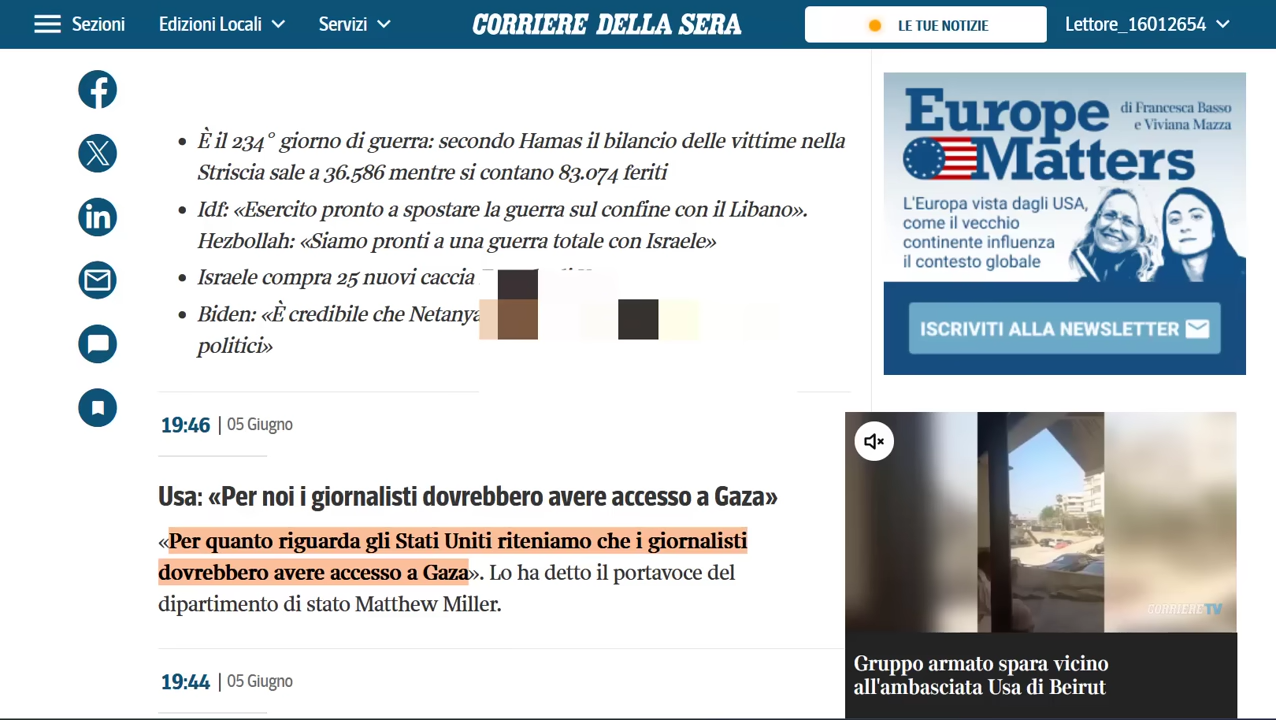 Sezioni
Edizioni Locali
Servizi
CORRIERE DELLA SERA
LE TUE NOTIZIE
Lettore_16012654
È il 234° giorno di guerra: secondo Hamas il bilancio delle vittime nella
Striscia sale a 36.586 mentre si contano 83.074 feriti
Idf: «Esercito pronto a spostare la guerra sul confine con il Libano».
Hezbollah: «Siamo pronti a una guerra totale con Israele»
Israele compra 25 nuovi caccia
Biden: «È credibile che
politici»
19:46 | 05 Giugno
Usa: «Per noi i giornalisti dovrebbero avere accesso a Gaza»
«Per quanto riguarda gli Stati Uniti riteniamo che i giornalisti
dovrebbero avere accesso a Gaza». Lo ha detto il portavoce del
dipartimento di stato Matthew Miller.
19:44 | 05 Giugno
Europe
Matters
di Francesca Basso
e Viviana Mazza
L'Europa vista dagli USA,
come il vecchio
continente influenza
il contesto globale
ISCRIVITI ALLA NEWSLETTER
CORRIERE TV
Gruppo armato spara vicino
all'ambasciata Usa di Beirut